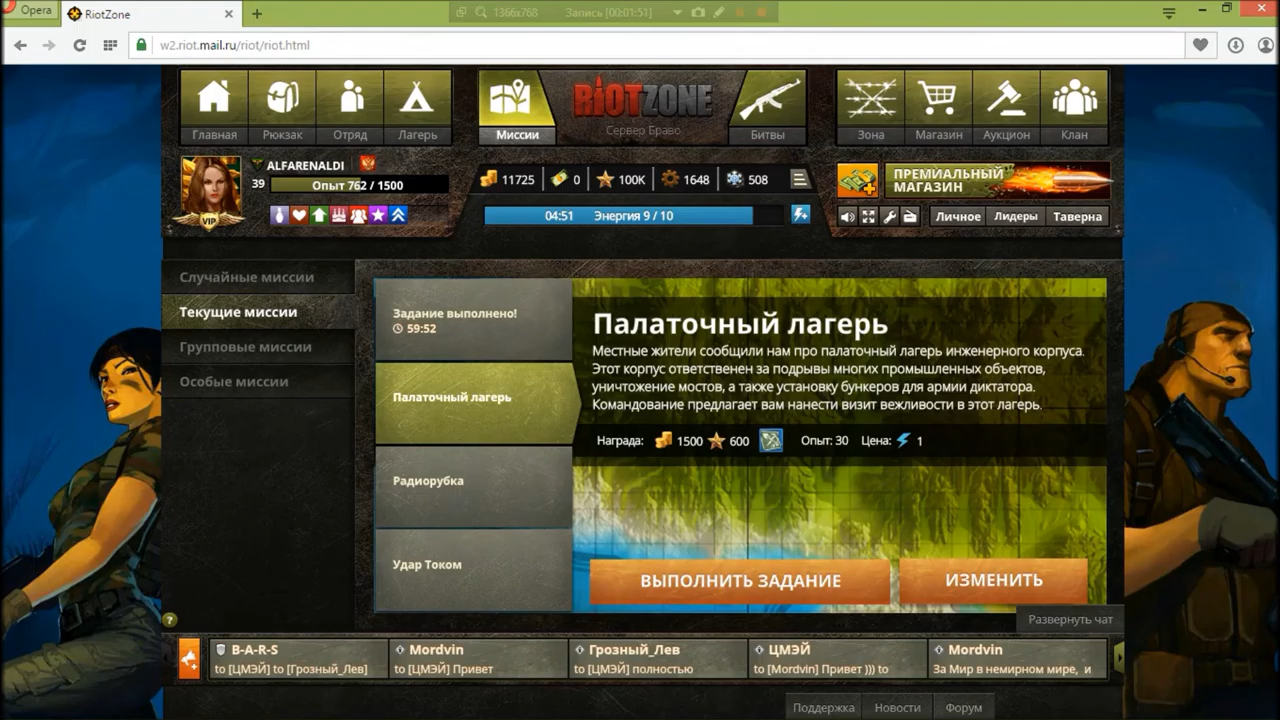 Opera
RiotZone
1366x768
Запись [00:01:51]
w2.riot.mail.ru/riot/riot.html
Главная
Рюкзак
Отряд
Лагерь
Миссии
RIOTZONE
Сервер Браво
Битвы
Зона
Магазин
Аукцион
Клан
ALFARENALDI
39
Опыт 762 / 1500
VIP
11725
0
100K
1648
508
04:51
Энергия 9 / 10
ПРЕМИАЛЬНЫЙ
МАГАЗИН
Личное
Лидеры
Таверна
Случайные миссии
Текущие миссии
Групповые миссии
Особые миссии
Задание выполнено!
59:52
Палаточный лагерь
Радиорубка
Удар Током
Палаточный лагерь
Местные жители сообщили нам про палаточный лагерь инженерного корпуса.
Этот корпус ответственен за подрывы многих промышленных объектов,
уничтожение мостов, а также установку бункеров для армии диктатора.
Командование предлагает вам нанести визит вежливости в этот лагерь.
Награда: 1500 600 Опыт: 30 Цена: 1
ВЫПОЛНИТЬ ЗАДАНИЕ
ИЗМЕНИТЬ
Развернуть чат
?
B-A-R-S
to [ЦМЭЙ] to [Грозный_Лев]
Mordvin
to [ЦМЭЙ] Привет
Грозный_Лев
to [ЦМЭЙ] полностью
ЦМЭЙ
to [Mordvin] Привет ))) to
Mordvin
За Мир в немирном мире, и
Поддержка
Новости
Форум